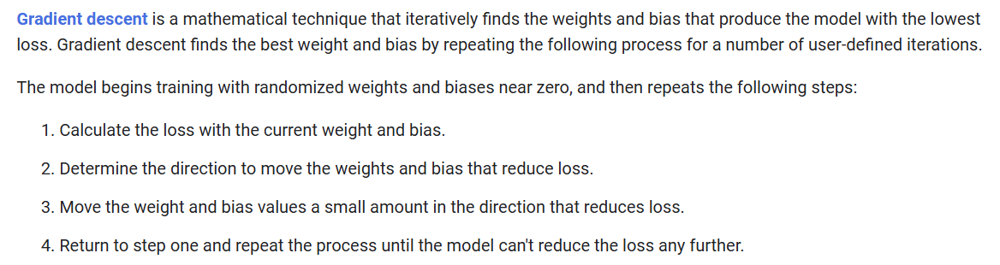 Gradient descent is a mathematical technique that iteratively finds the weights and bias that produce the model with the lowest
loss. Gradient descent finds the best weight and bias by repeating the following process for a number of user-defined iterations.
The model begins training with randomized weights and biases near zero, and then repeats the following steps:
1. Calculate the loss with the current weight and bias.
2. Determine the direction to move the weights and bias that reduce loss.
3. Move the weight and bias values a small amount in the direction that reduces loss.
4. Return to step one and repeat the process until the model can't reduce the loss any further.